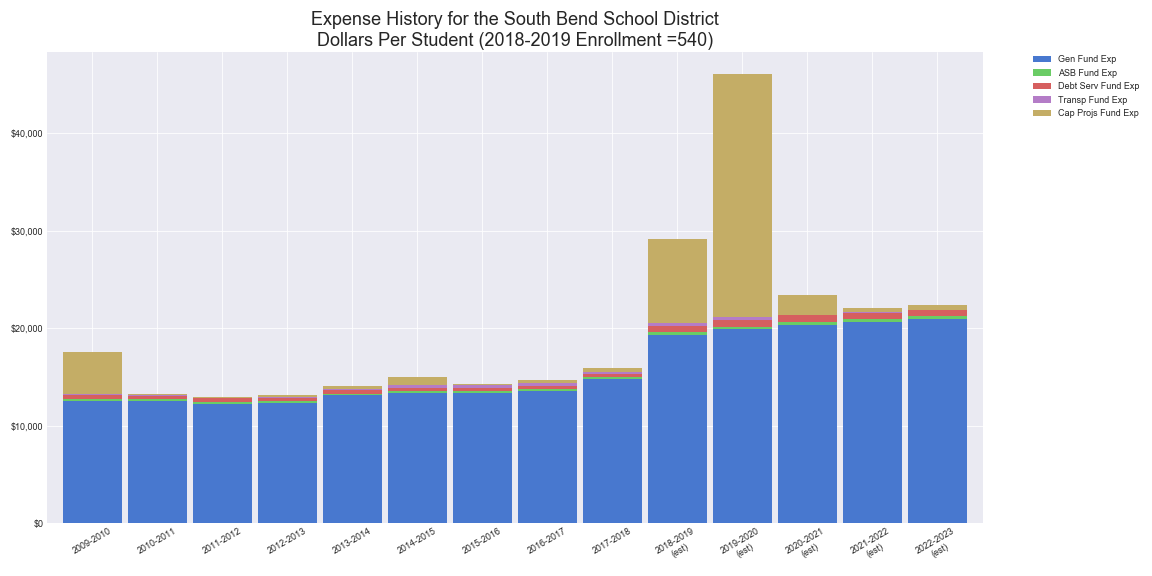 Expense History for the South Bend School District
Dollars Per Student (2018-2019 Enrollment =540)
Gen Fund Exp
ASB Fund Exp
Debt Serv Fund Exp
Transp Fund Exp
Cap Projs Fund Exp
$40,000
$30,000
$20,000
$10,000
$0
2009-2010
2010-2011
2011-2012
2012-2013
2013-2014
2014-2015
2015-2016
2016-2017
2017-2018
2018-2019
(est)
2019-2020
(est)
2020-2021
(est)
2021-2022
(est)
2022-2023
(est)